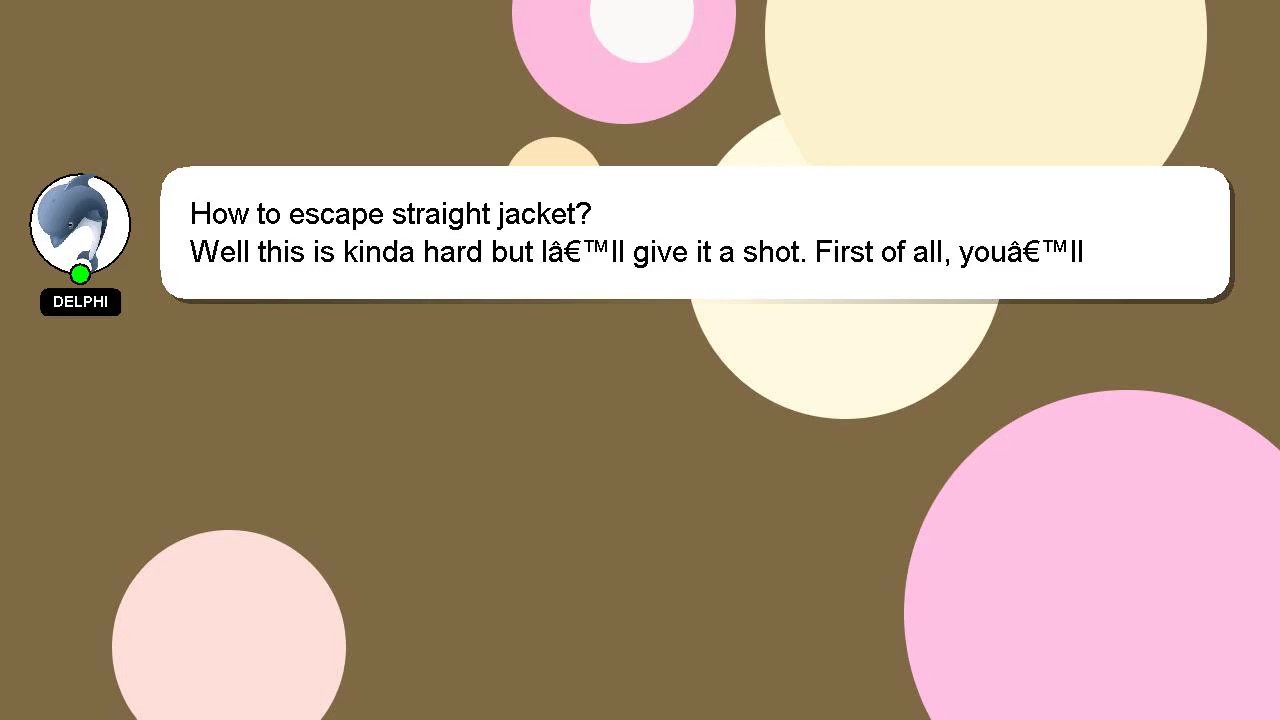 How to escape straight jacket?
Well this is kinda hard but Iâ€™ll give it a shot. First of all, youâ€™ll
DELPHI